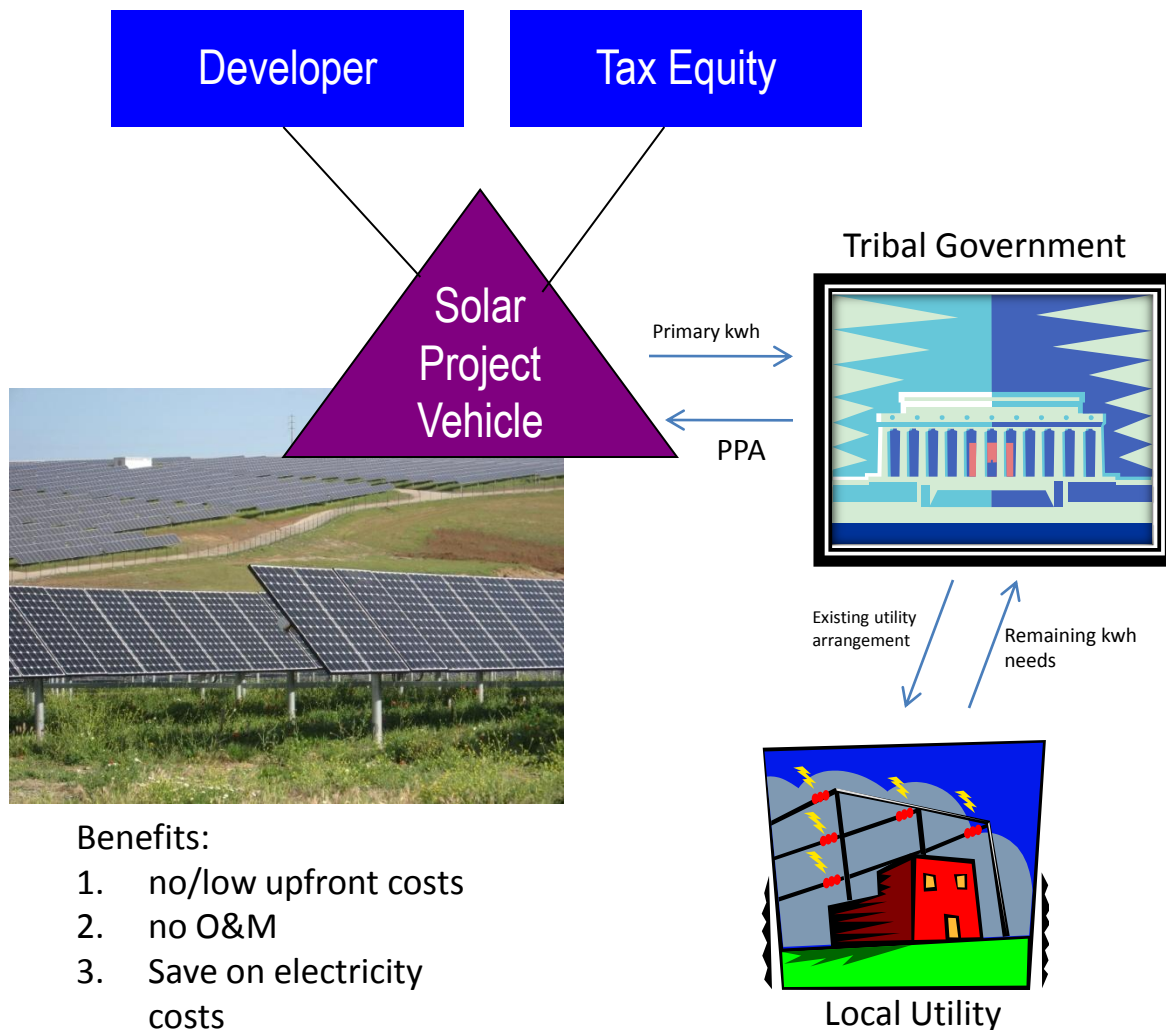 Developer
Tax Equity
Tribal Government
Solar
Project
Vehicle
Primary kwh
PPA
Existing utility
arrangement
Remaining kwh
needs
Benefits:
1. no/low upfront costs
2. no O&M
3. Save on electricity
costs
Local Utility